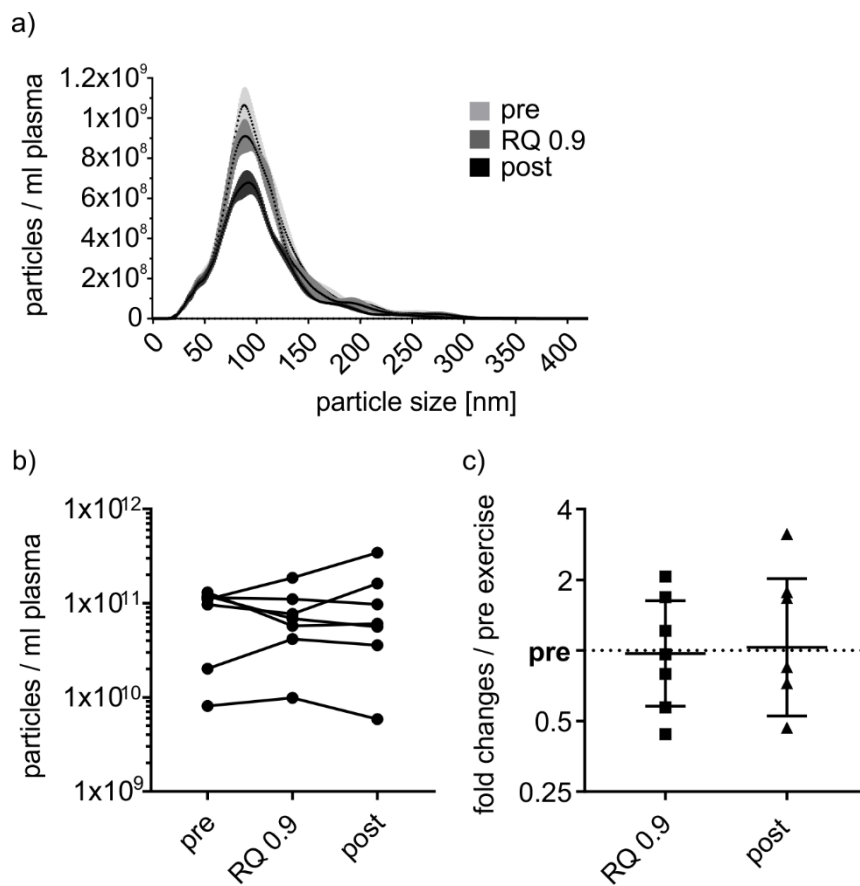 a)
particles / ml plasma
1.2x10⁹
1x10⁹
8x10⁸
6x10⁸
4x10⁸
2x10⁸
0
0 50 100 150 200 250 300 350 400
particle size [nm]
pre
RQ 0.9
post
b)
particles / ml plasma
1x10¹²
1x10¹¹
1x10¹⁰
1x10⁹
pre RQ 0.9 post
c)
fold changes / pre exercise
4
2
pre
0.5
0.25
RQ 0.9 post